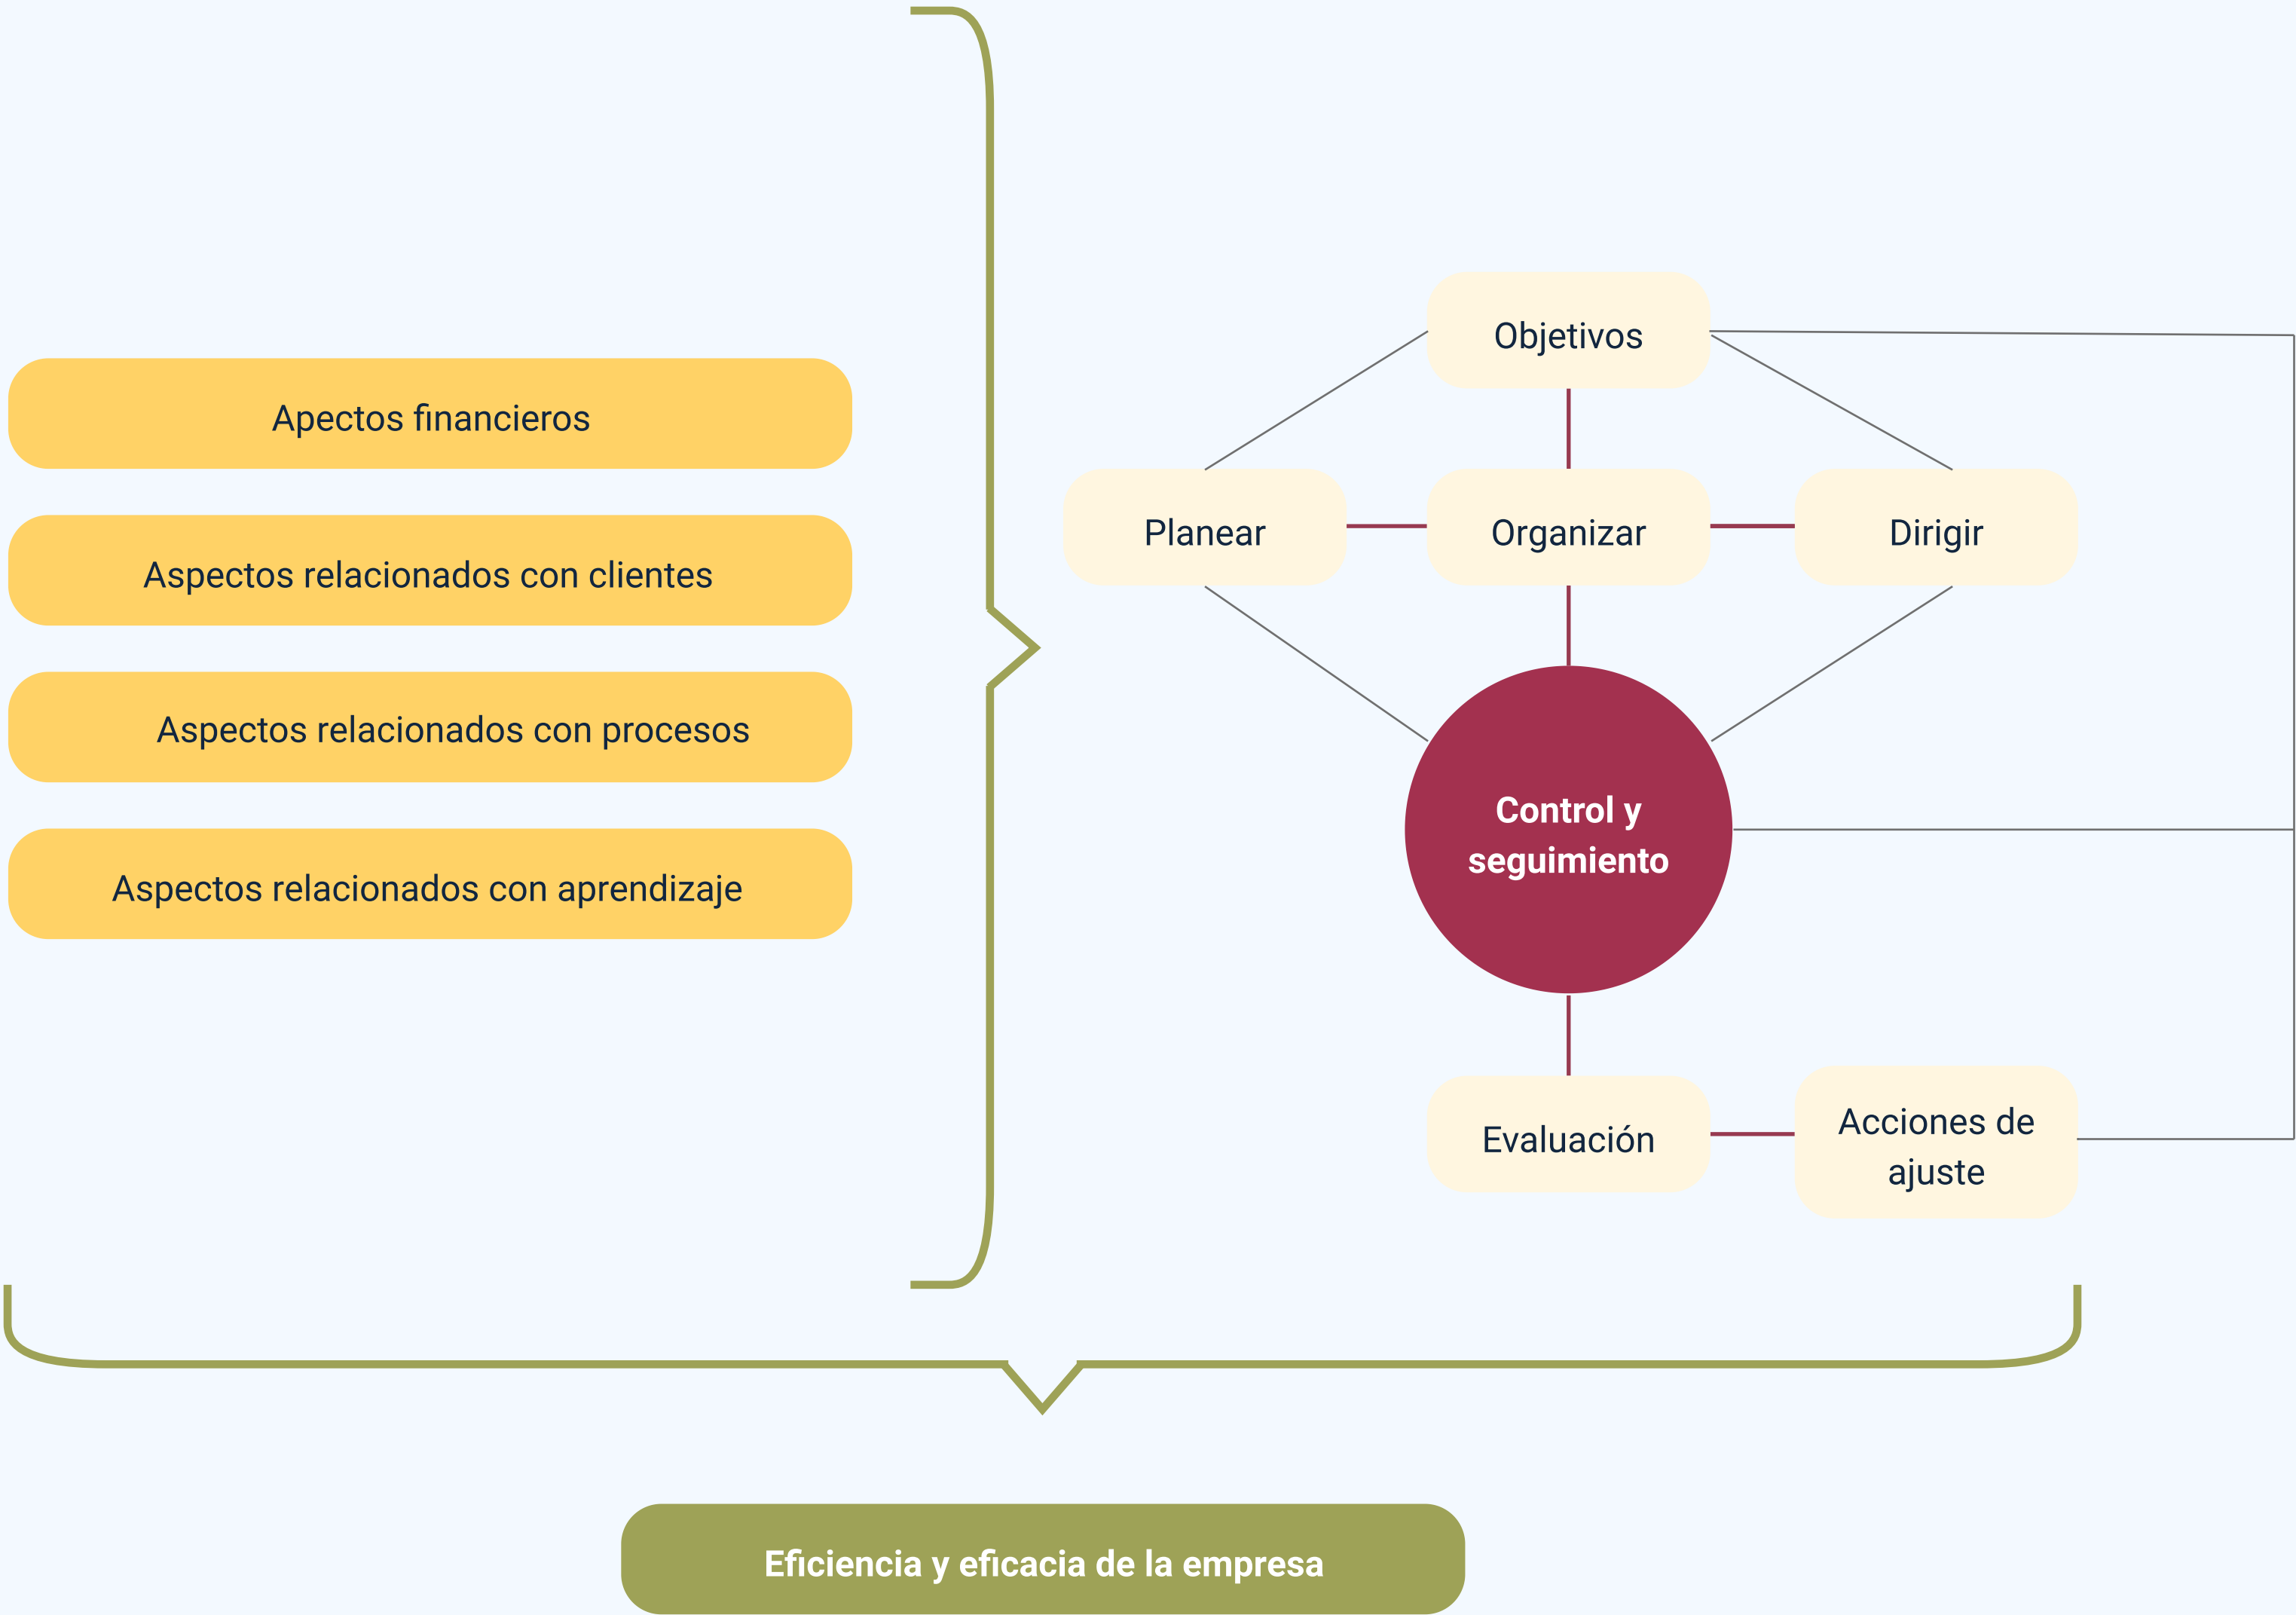 Apectos financieros
Aspectos relacionados con clientes
Aspectos relacionados con procesos
Aspectos relacionados con aprendizaje
Objetivos
Planear
Organizar
Dirigir
Control y
seguimiento
Evaluación
Acciones de
ajuste
Eficiencia y eficacia de la empresa